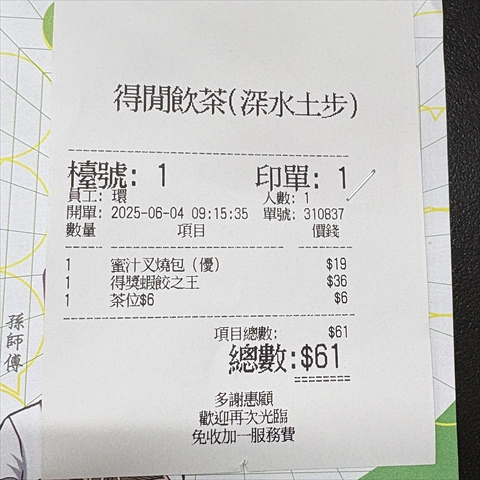 得閒飲茶(深水土步)
檯號: 1 印單: 1
員工: 環 人數: 1
開單: 2025-06-04 09:15:35 單號: 310837
數量 項目 價錢
1 蜜汁叉燒包 (優) $19
1 得獎蝦餃之王 $36
1 茶位$6 $6
項目總數: $61
總數:$61
多謝惠顧
歡迎再次光臨
免收加一服務費
孫師傅